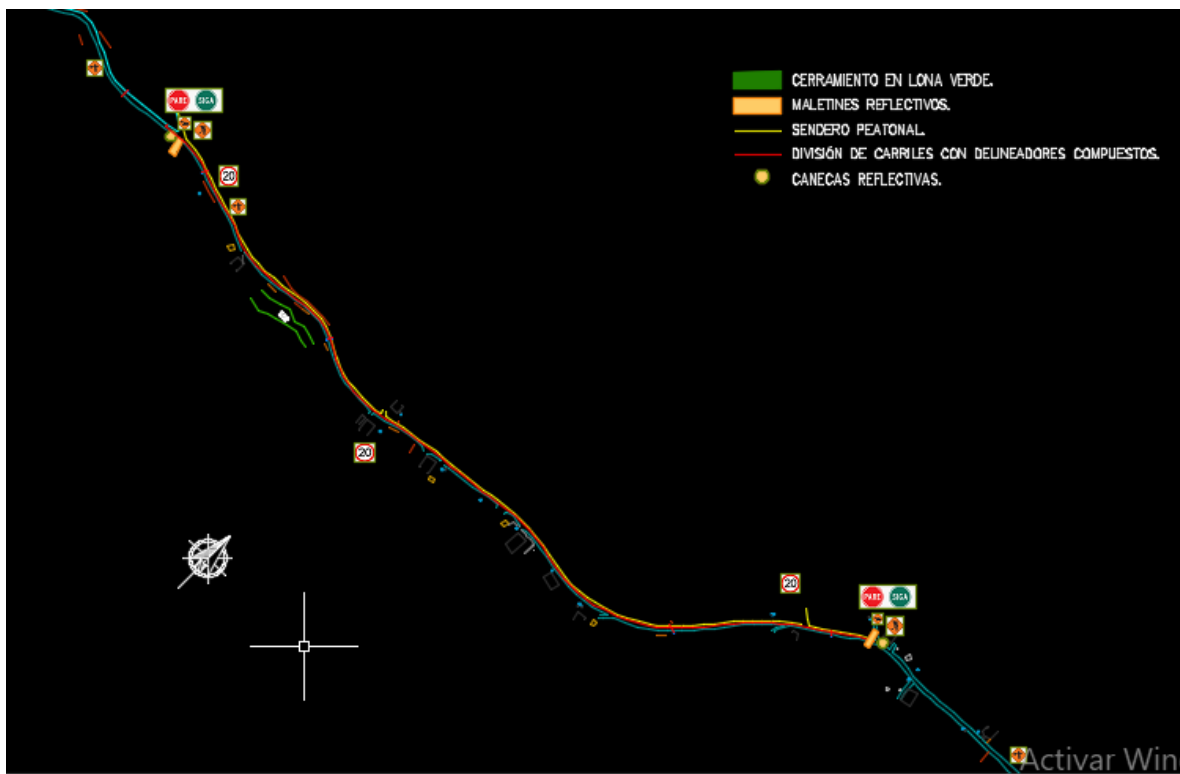 PARE SIGA
CERRAMIENTO EN LONA VERDE.
MALETINES REFLECTIVOS.
SENDERO PEATONAL.
DIVISIÓN DE CARRILES CON DELINEADORES COMPUESTOS.
CANECAS REFLECTIVAS.
20
20
20
PARE SIGA
Activar Win